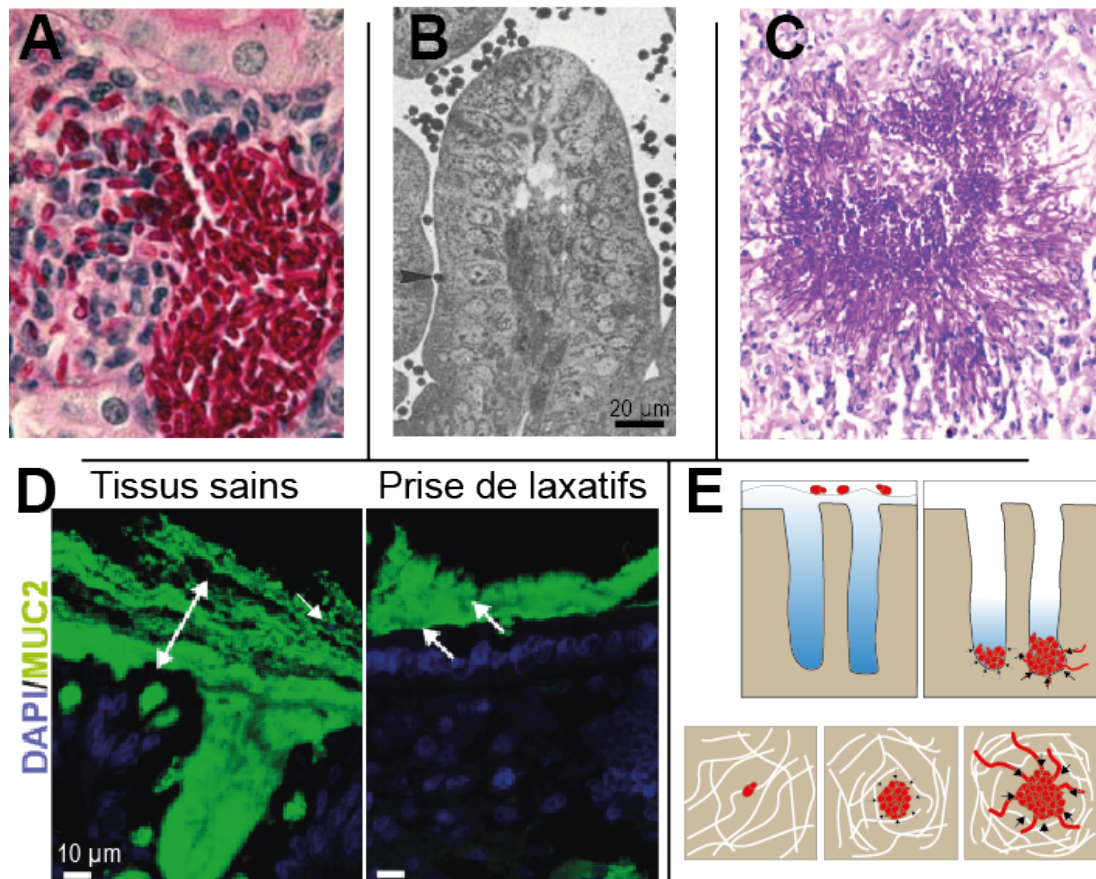 A
B
C
20 µm
D
Tissus sains
Prise de laxatifs
E
DAPI/MUC2
10 µm